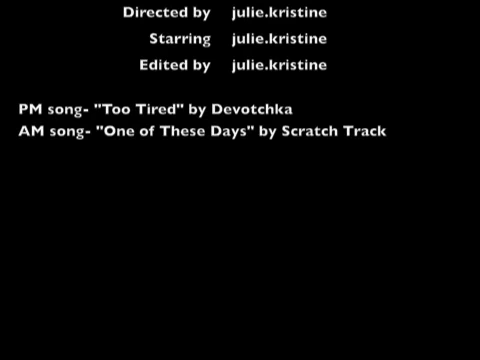 Directed by julie.kristine
Starring julie.kristine
Edited by julie.kristine
PM song- "Too Tired" by Devotchka
AM song- "One of These Days" by Scratch Track